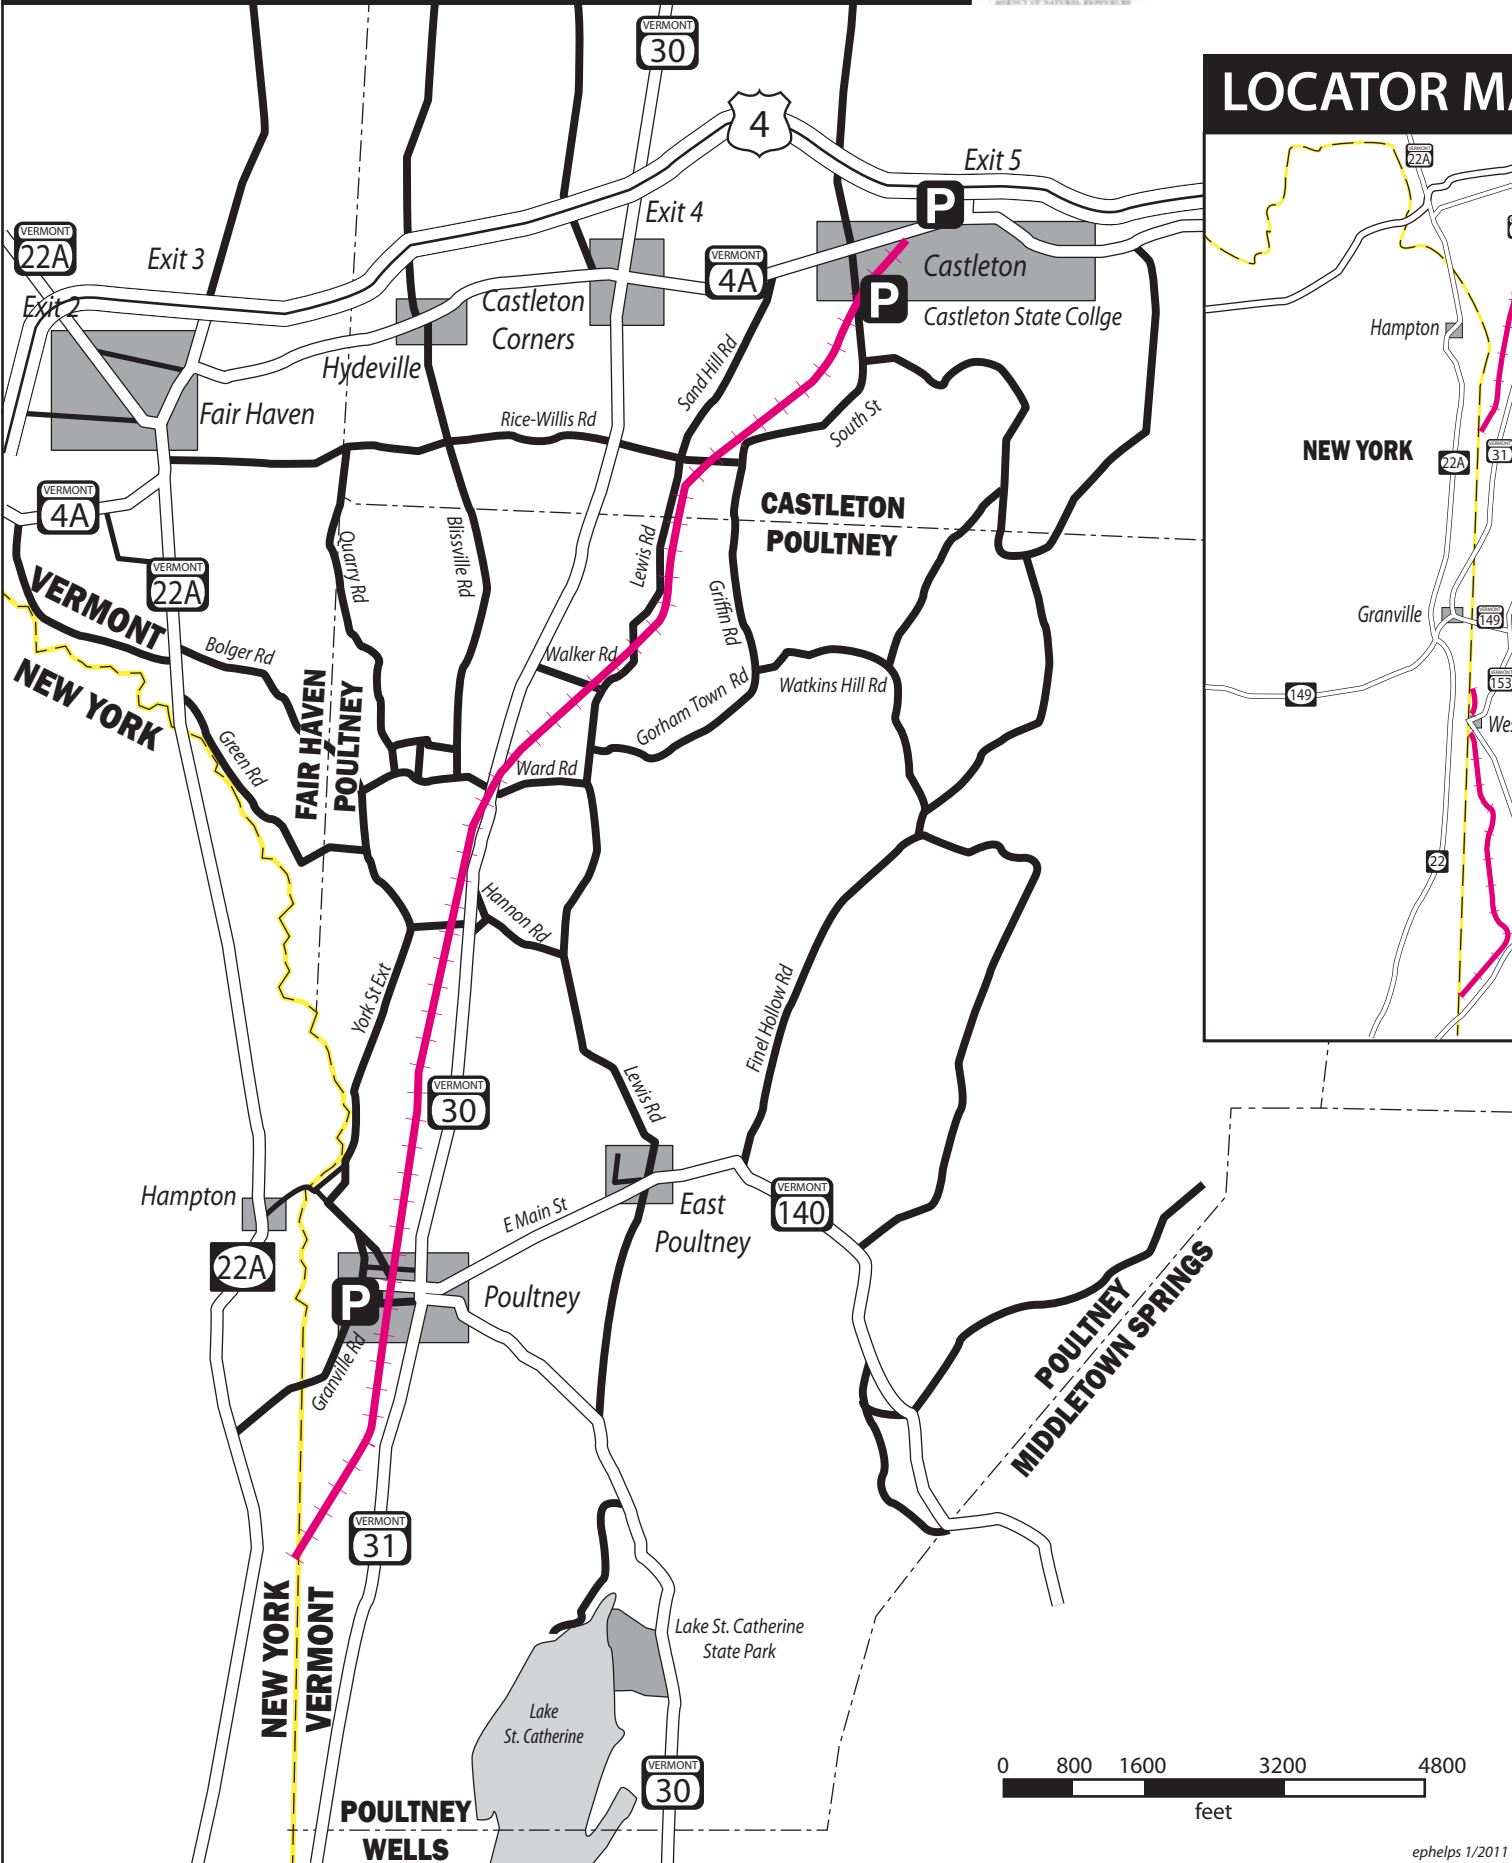 VERMONT
30
4
LOCATOR MA
Exit 5
VERMONT
22A
Exit 4
VERMONT
22A
Exit 3
VERMONT
4A
Castleton
Exit 2
Castleton
Corners
Castleton State Collge
Hampton
Hydeville
Sand Hill Rd
Fair Haven
Rice-Willis Rd
South St
NEW YORK
22A
VERMONT
31
VERMONT
4A
CASTLETON
POULTNEY
Quarry Rd
Blissville Rd
Lewis Rd
VERMONT
22A
VERMONT
Griffin Rd
Granville
VERMONT
149
Bolger Rd
Walker Rd
NEW YORK
FAIR HAVEN
POULTNEY
Gorham Town Rd
Watkins Hill Rd
149
VERMONT
153
Wes
Green Rd
Ward Rd
22
Hannon Rd
York St Ext
Finel Hollow Rd
VERMONT
30
Lewis Rd
Hampton
E Main St
East
Poultney
VERMONT
140
22A
Poultney
POULTNEY
MIDDLETOWN SPRINGS
Granville Rd
VERMONT
31
NEW YORK
VERMONT
Lake St. Catherine
State Park
Lake
St. Catherine
VERMONT
30
0 800 1600 3200 4800
feet
POULTNEY
WELLS
ephelps 1/2011